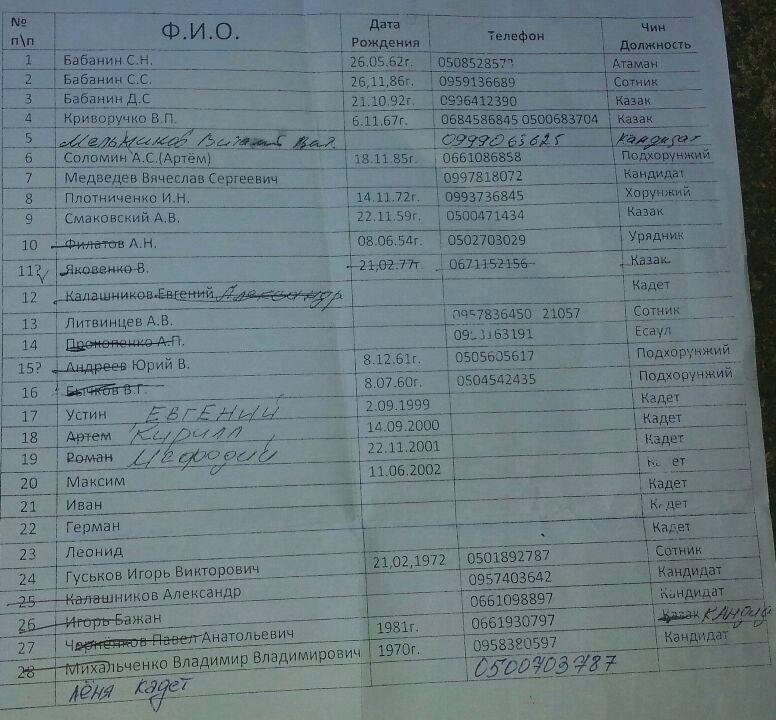 № п\п Ф.И.О. Дата Рождения Телефон Чин Должность
1 Бабанин С.Н. 26.05.62г. Атаман
2 Бабанин С.С. 26,11,86г. 0959136689 Сотник
3 Бабанин Д.С 21.10.92г. 0936412390 Казак
4 Криворучко В.П. 6.11.67г. 0684586845 0500683704 Казак
5 Мельников Кандидат
6 Соломин А.С.(Артём) 18.11.85г. 0661086858 Подхорунжий
7 Медведев Вячеслав Сергеевич 0997818072 Кандидат
8 Плотниченко И.Н. 14.11.72г. 0993736845 Хорунжий
9 Смаковский А.В. 22.11.59г. 0500471434 Казак
10 Филатов А.Н. 08.06.54г. 0502703029 Урядник
11? Яковенко В. 21,02.77г. 0671152156 Казак
12 Калашников Евгений Александр Кадет
13 Литвинцев А.В. 0957836450 21057 Сотник
14 Прокопенко А.П. Есаул
15? Андреев Юрий В. 8.12.61г. 0505605617 Подхорунжий
16 Бычков В.Г. 8.07.60г. 0504542435 Подхорунжий
17 Устин ЕВГЕНИЙ 2.09.1999 Кадет
18 Артем Кирилл 14.09.2000 Кадет
19 Роман Мефодий 22.11.2001 Кадет
20 Максим 11.06.2002 Кадет
21 Иван Кадет
22 Герман Кадет
23 Леонид
24 Гуськов Игорь Викторович 21,02,1972 0501892787 Сотник
25 Калашников Александр 0957403642 Кандидат
26 Игорь Бажан 0661098897 Кандидат
27 Черненков Павел Анатольевич 1981г. 0661930797 Казак КАНДИД
28 Михальченко Владимир Владимирович 1970г. 0958380597 Кандидат
Лёня кадет 0500703787